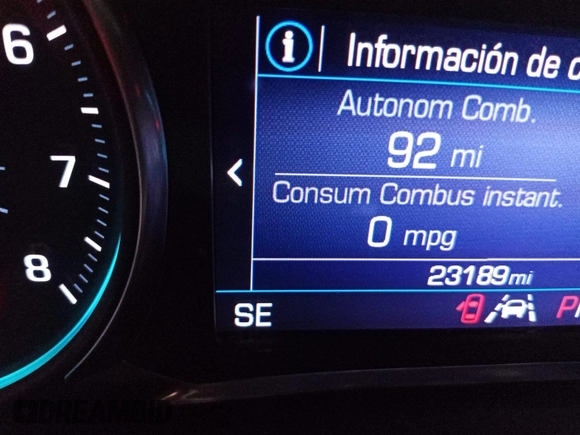 6
Información de
Autonom Comb.
92 mi
7
Consum Combus instant.
0 mpg
8
23189mi
SE
P